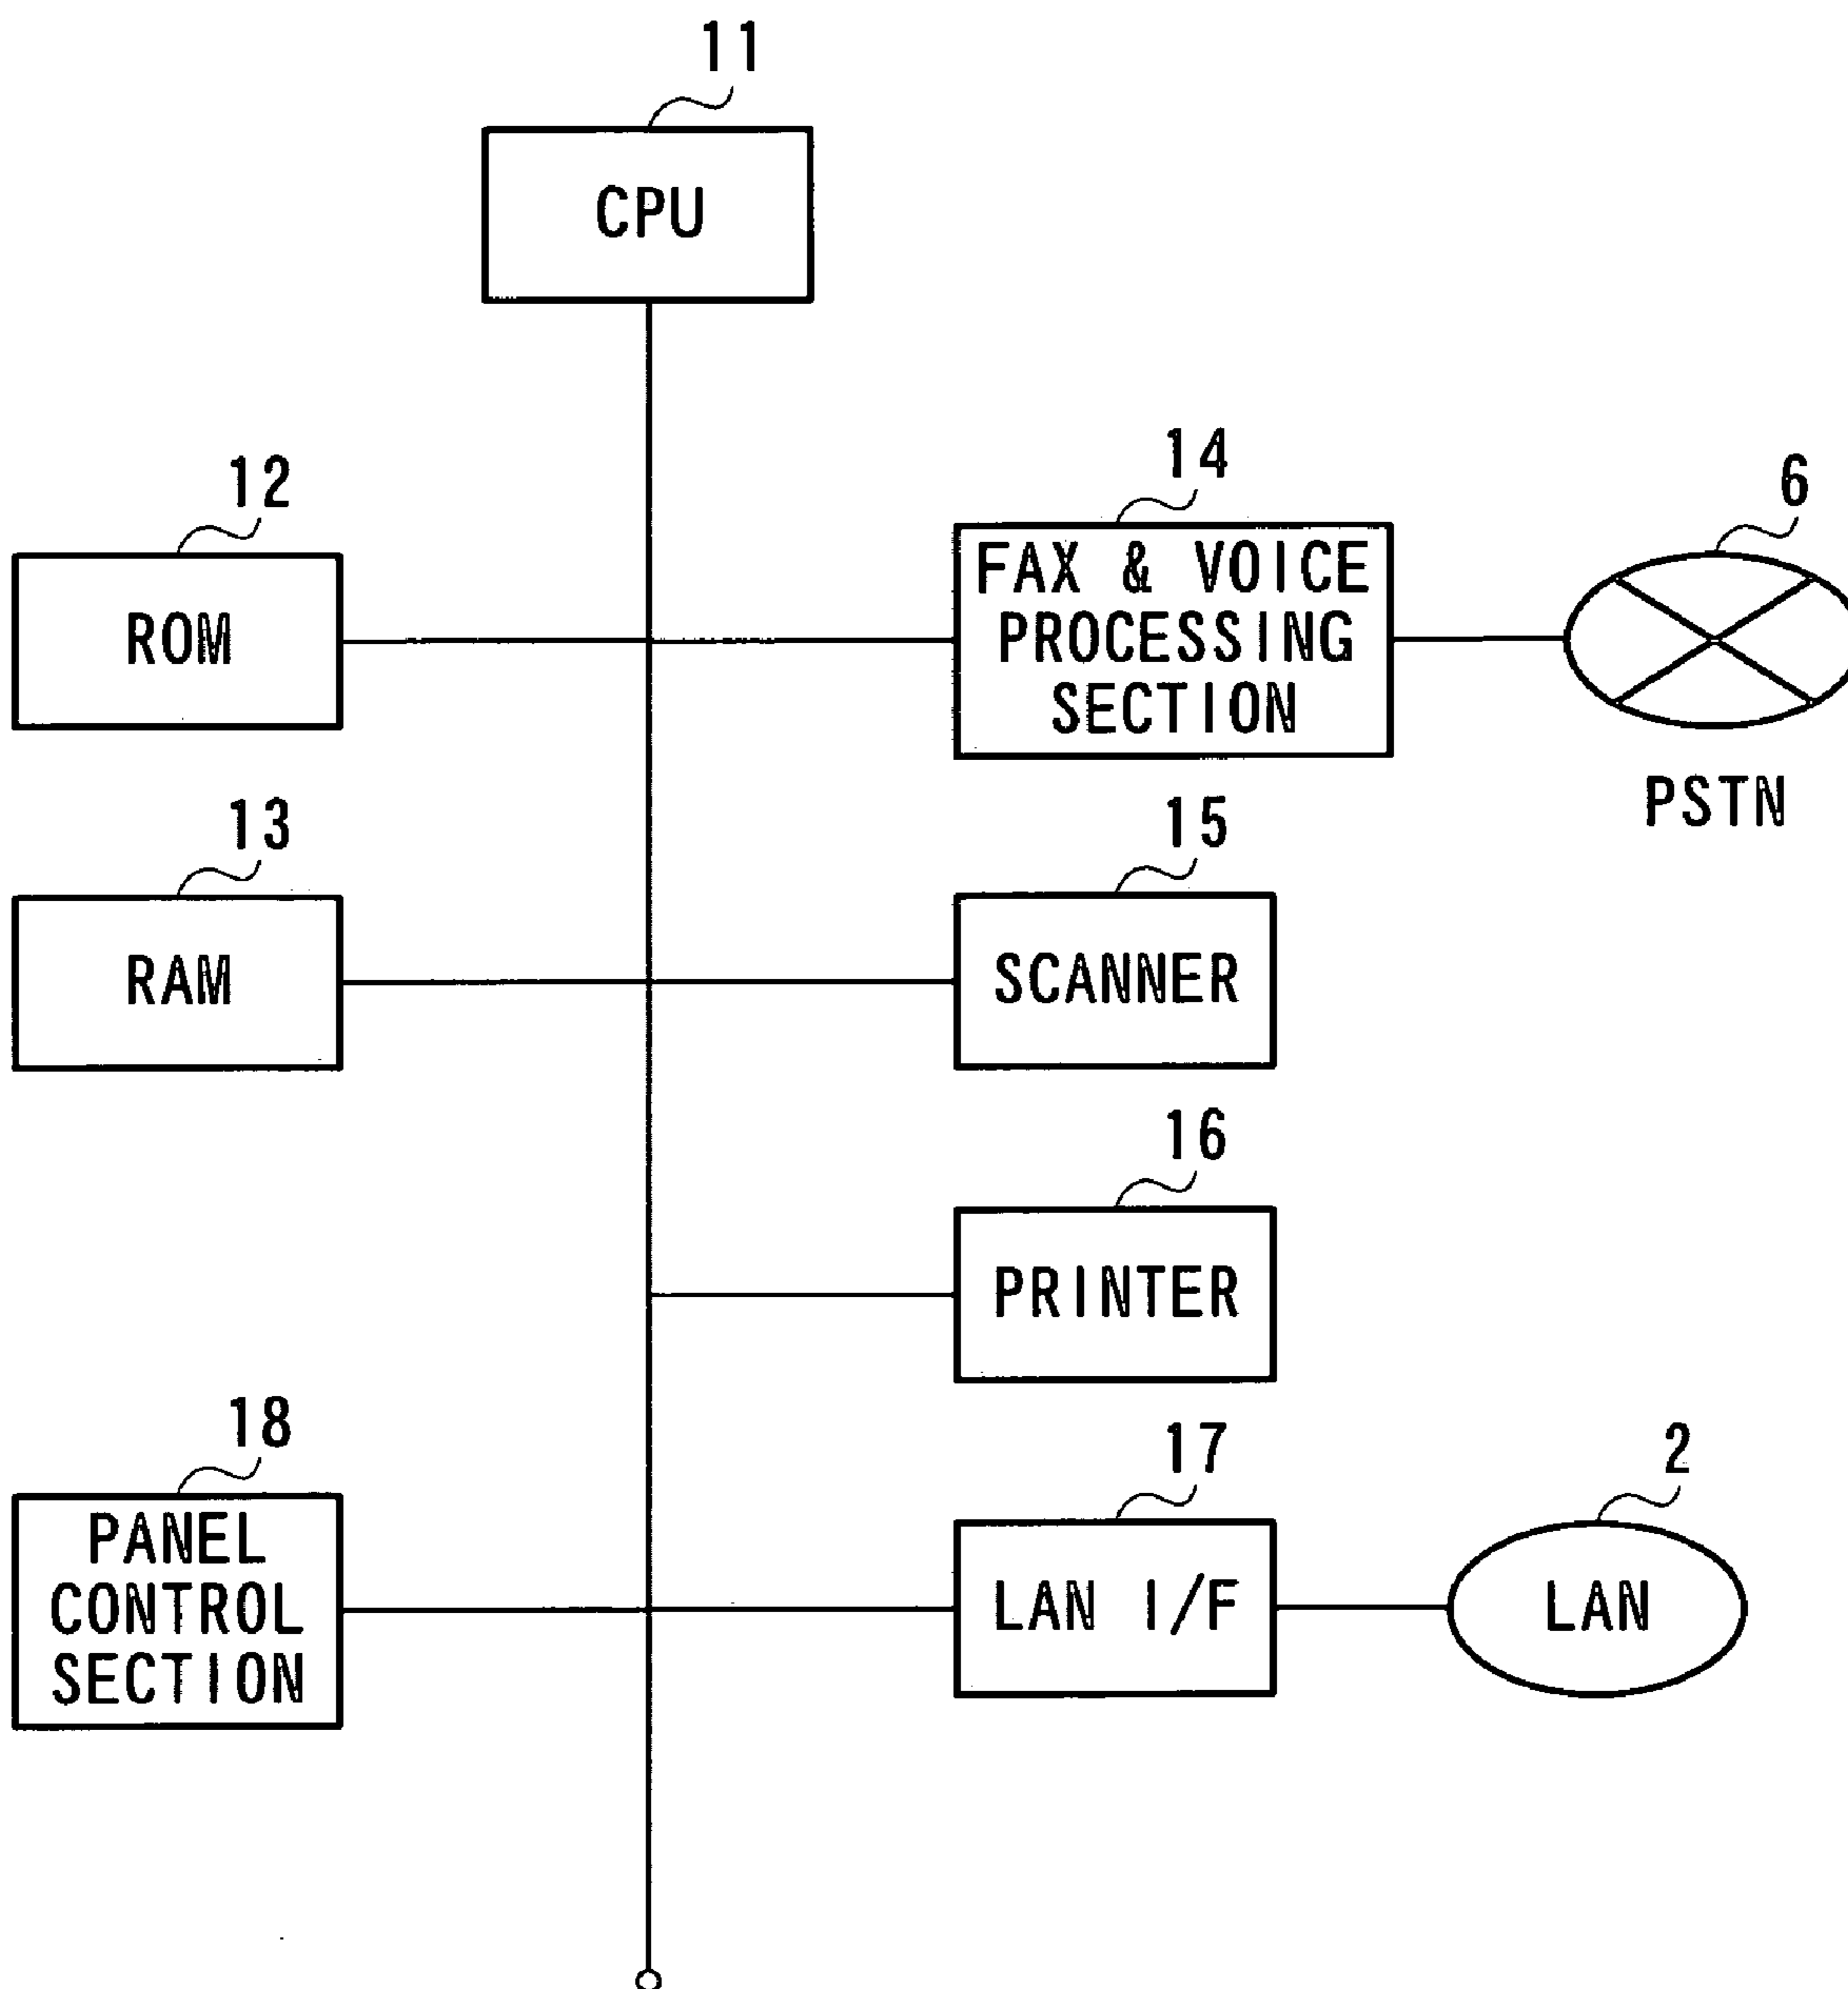 11
CPU
12
ROM
14
FAX & VOICE
PROCESSING
SECTION
6
PSTN
13
RAM
15
SCANNER
16
PRINTER
18
PANEL
CONTROL
SECTION
17
LAN I/F
2
LAN